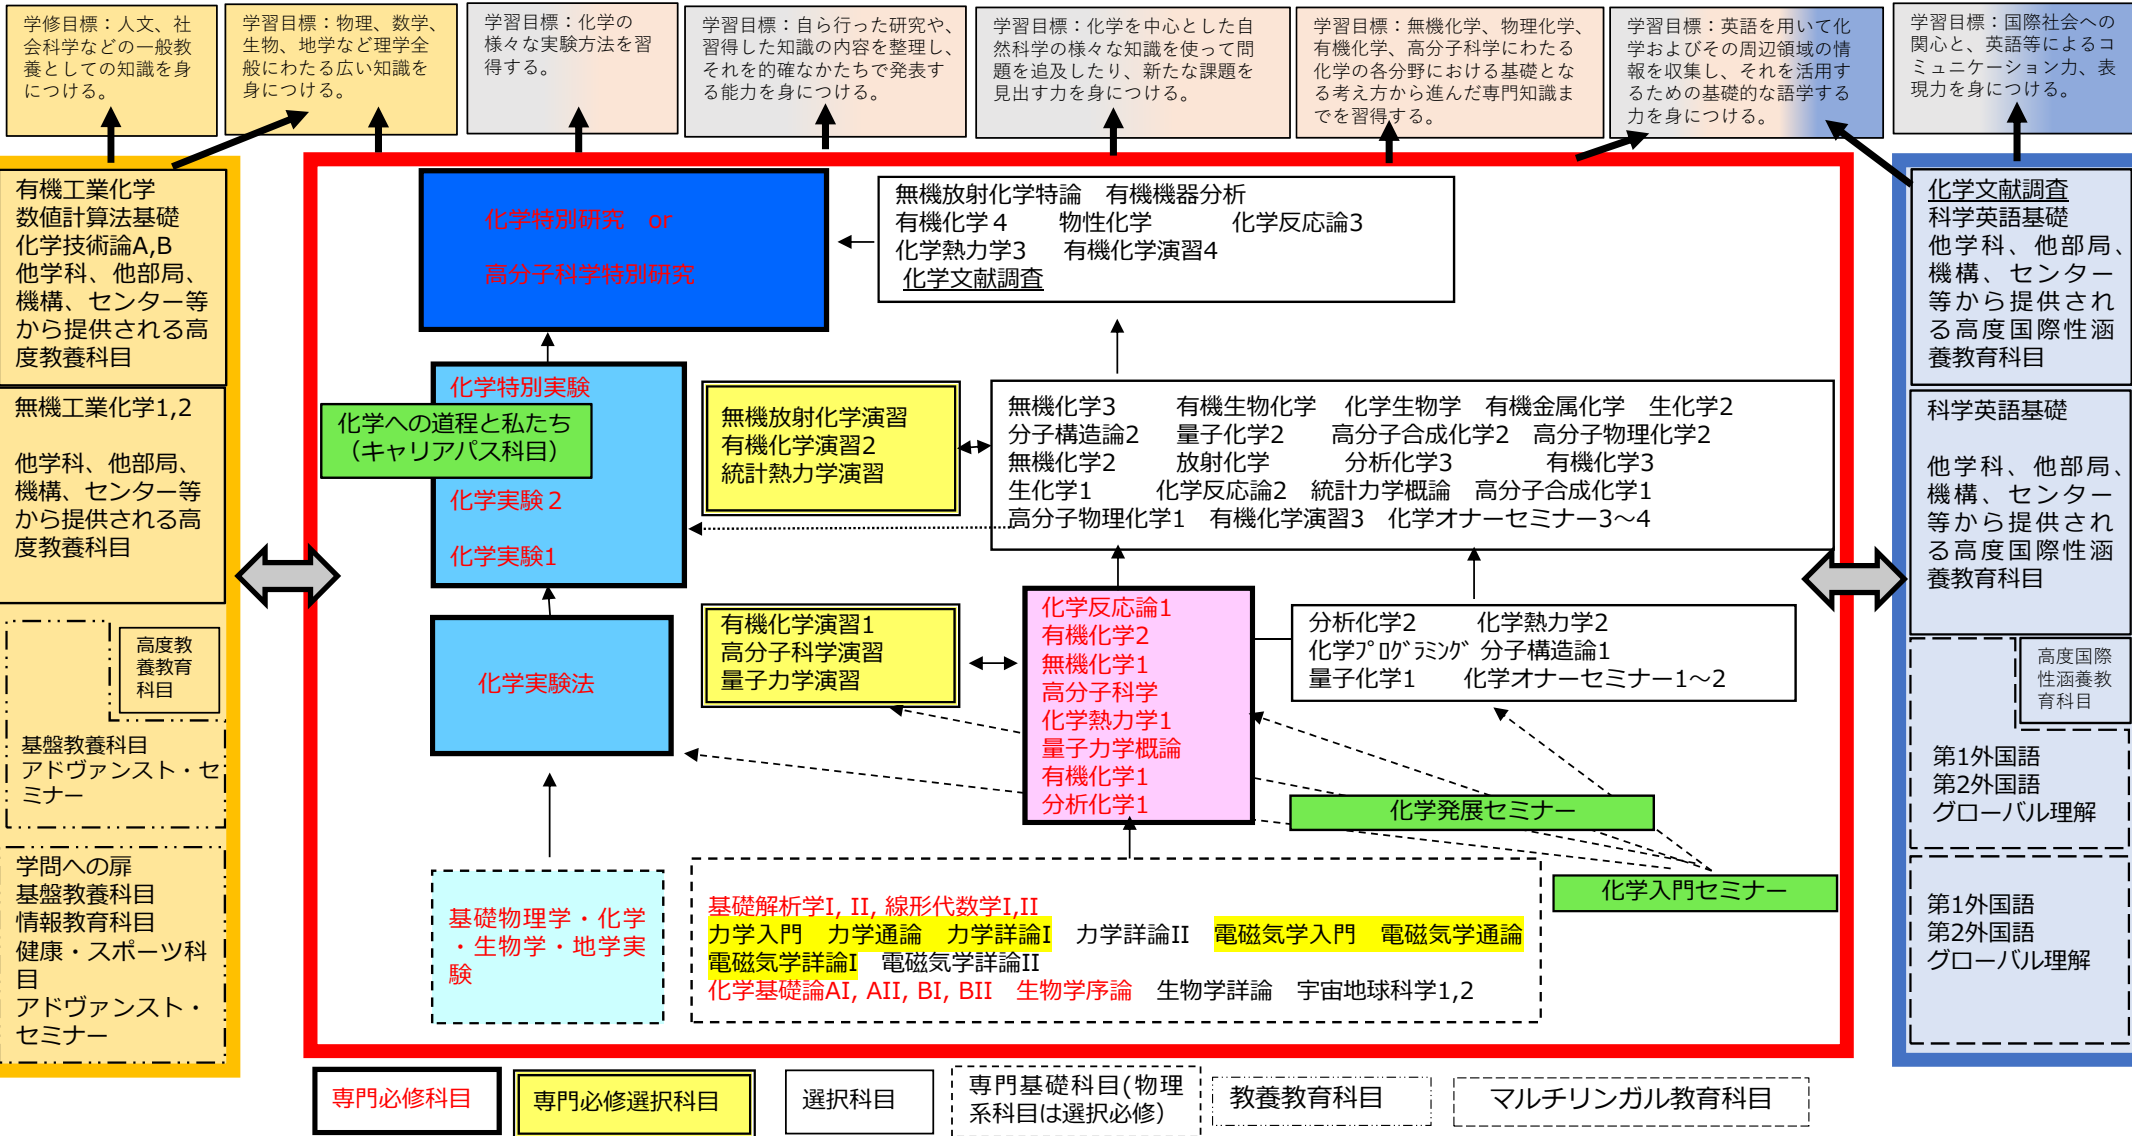 学修目標：人文、社
会科学などの一般教
養としての知識を身
につける。
学習目標：物理、数学、
生物、地学など理学全
般にわたる広い知識を
身につける。
学習目標：化学の
様々な実験方法を習
得する。
学習目標：自ら行った研究や、
習得した知識の内容を整理し、
それを的確なかたちで発表す
る能力を身につける。
学習目標：化学を中心とした自
然科学の様々な知識を使って問
題を追及したり、新たな課題を
見出す力を身につける。
学習目標：無機化学、物理化学、
有機化学、高分子科学にわたる
化学の各分野における基礎とな
る考え方から進んだ専門知識ま
でを習得する。
学習目標：英語を用いて化
学およびその周辺領域の情
報を収集し、それを活用す
るための基礎的な語学する
力を身につける。
学習目標：国際社会への
関心と、英語等によるコ
ミュニケーション力、表
現力を身につける。
有機工業化学
数値計算法基礎
化学技術論A,B
他学科、他部局、
機構、センター等
から提供される高
度教養科目
無機工業化学1,2
他学科、他部局、
機構、センター等
から提供される高
度教養科目
高度教
養教育
科目
基盤教養科目
アドヴァンスト・セ
ミナー
学問への扉
基盤教養科目
情報教育科目
健康・スポーツ科
目
アドヴァンスト・
セミナー
化学特別研究　or
高分子科学特別研究
無機放射化学特論　有機機器分析
有機化学４　　物性化学　　　化学反応論3
化学熱力学3　有機化学演習4
化学文献調査
化学特別実験
化学への道程と私たち
（キャリアパス科目）
化学実験２
化学実験1
無機放射化学演習
有機化学演習2
統計熱力学演習
無機化学3　　有機生物化学　化学生物学　有機金属化学　生化学2
分子構造論2　量子化学2　高分子合成化学2　高分子物理化学2
無機化学2　　放射化学　　　分析化学3　　　有機化学3
生化学1　　化学反応論2　統計力学概論　高分子合成化学1
高分子物理化学1　有機化学演習3　化学オナーセミナー3～4
化学実験法
有機化学演習1
高分子科学演習
量子力学演習
化学反応論1
有機化学2
無機化学1
高分子科学
化学熱力学1
量子力学概論
有機化学1
分析化学1
分析化学2　　化学熱力学2
化学ﾌﾟﾛｸﾞﾗﾐﾝｸﾞ 分子構造論1
量子化学1　　化学オナーセミナー1～2
化学発展セミナー
化学入門セミナー
基礎物理学・化学
・生物学・地学実
験
基礎解析学I, II, 線形代数学I,II
力学入門　力学通論　力学詳論I　力学詳論II　電磁気学入門　電磁気学通論
電磁気学詳論I　電磁気学詳論II
化学基礎論AI, AII, BI, BII　生物学序論　生物学詳論　宇宙地球科学1,2
化学文献調査
科学英語基礎
他学科、他部局、
機構、センター
等から提供され
る高度国際性涵
養教育科目
科学英語基礎
他学科、他部局、
機構、センター
等から提供され
る高度国際性涵
養教育科目
高度国際
性涵養教
育科目
第1外国語
第2外国語
グローバル理解
第1外国語
第2外国語
グローバル理解
専門必修科目
専門必修選択科目
選択科目
専門基礎科目(物理
系科目は選択必修）
教養教育科目
マルチリンガル教育科目